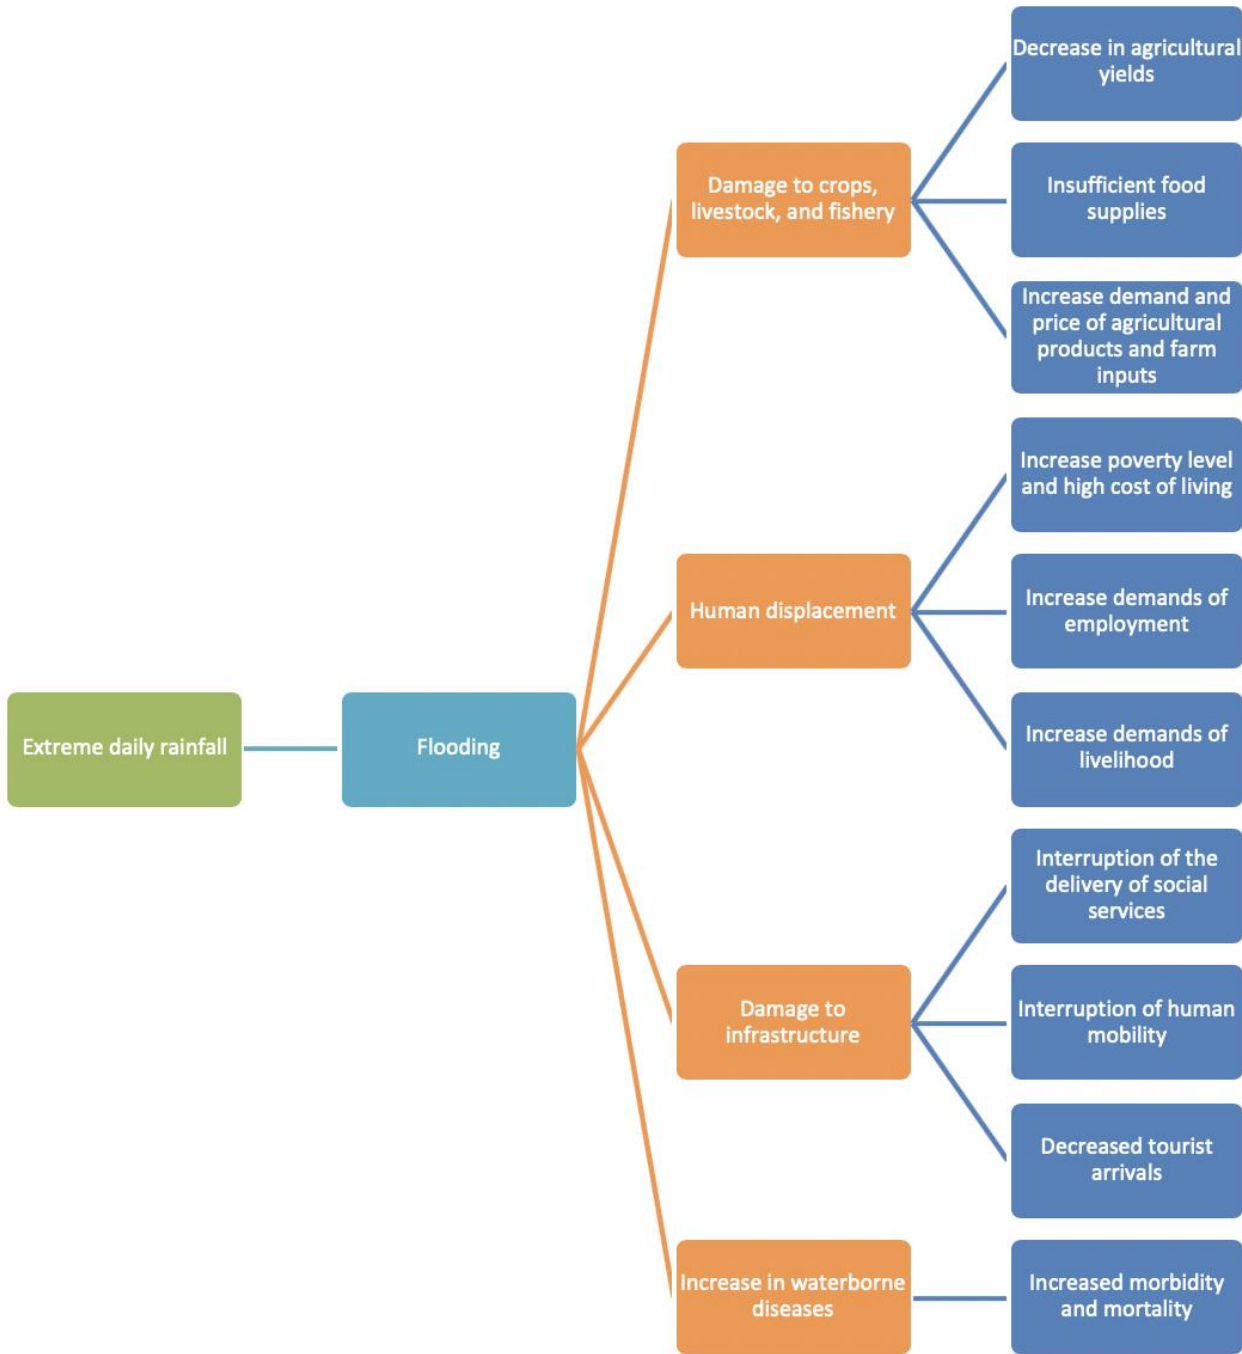 Decrease in agricultural
yields
Damage to crops,
livestock, and fishery
Insufficient food
supplies
Increase demand and
price of agricultural
products and farm
inputs
Increase poverty level
and high cost of living
Human displacement
Increase demands of
employment
Extreme daily rainfall
Flooding
Increase demands of
livelihood
Interruption of the
delivery of social
services
Damage to
infrastructure
Interruption of human
mobility
Decreased tourist
arrivals
Increase in waterborne
diseases
Increased morbidity
and mortality